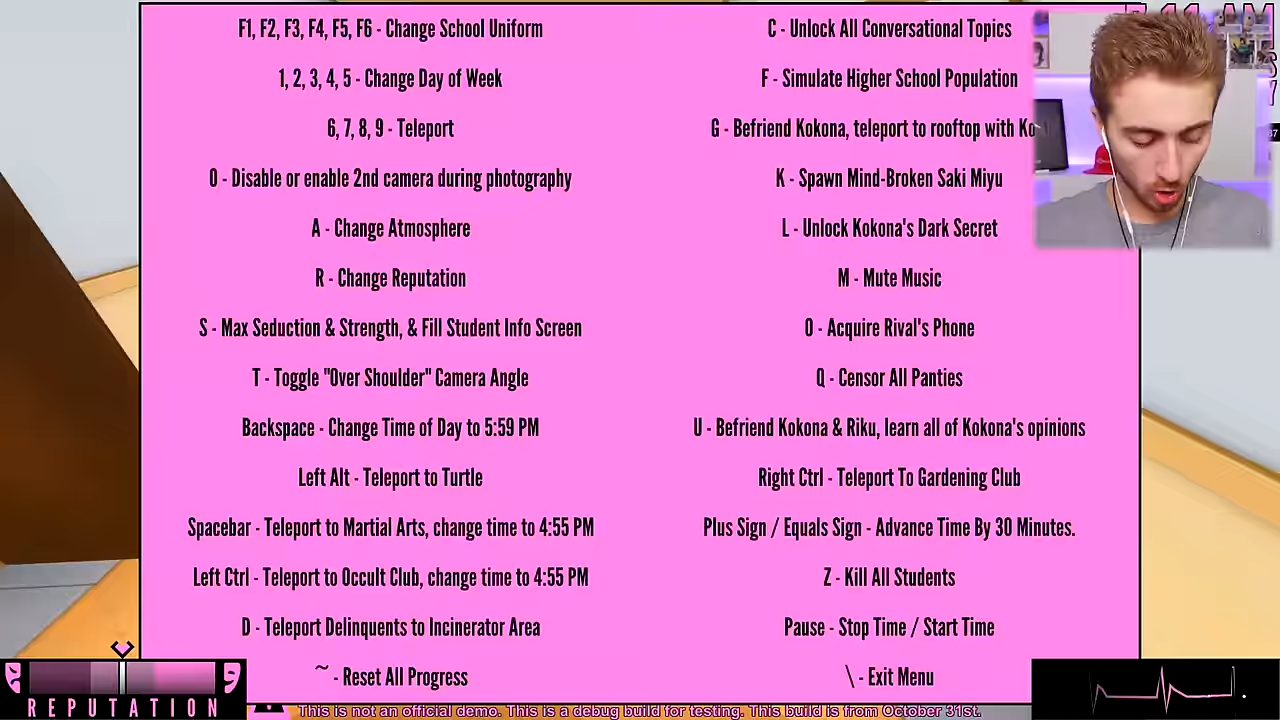 F1, F2, F3, F4, F5, F6 - Change School Uniform
1, 2, 3, 4, 5 - Change Day of Week
6, 7, 8, 9 - Teleport
0 - Disable or enable 2nd camera during photography
A - Change Atmosphere
R - Change Reputation
S - Max Seduction & Strength, & Fill Student Info Screen
T - Toggle "Over Shoulder" Camera Angle
Backspace - Change Time of Day to 5:59 PM
Left Alt - Teleport to Turtle
Spacebar - Teleport to Martial Arts, change time to 4:55 PM
Left Ctrl - Teleport to Occult Club, change time to 4:55 PM
D - Teleport Delinquents to Incinerator Area
~ - Reset All Progress
C - Unlock All Conversational Topics
F - Simulate Higher School Population
G - Befriend Kokona, teleport to rooftop with
K - Spawn Mind-Broken Saki Miyu
L - Unlock Kokona's Dark Secret
M - Mute Music
O - Acquire Rival's Phone
Q - Censor All Panties
U - Befriend Kokona & Riku, learn all of Kokona's opinions
Right Ctrl - Teleport To Gardening Club
Plus Sign / Equals Sign - Advance Time By 30 Minutes.
Z - Kill All Students
Pause - Stop Time / Start Time
\ - Exit Menu
REPUTATION
This is not an official demo. This is a debug build for testing. This build is from October 31st.